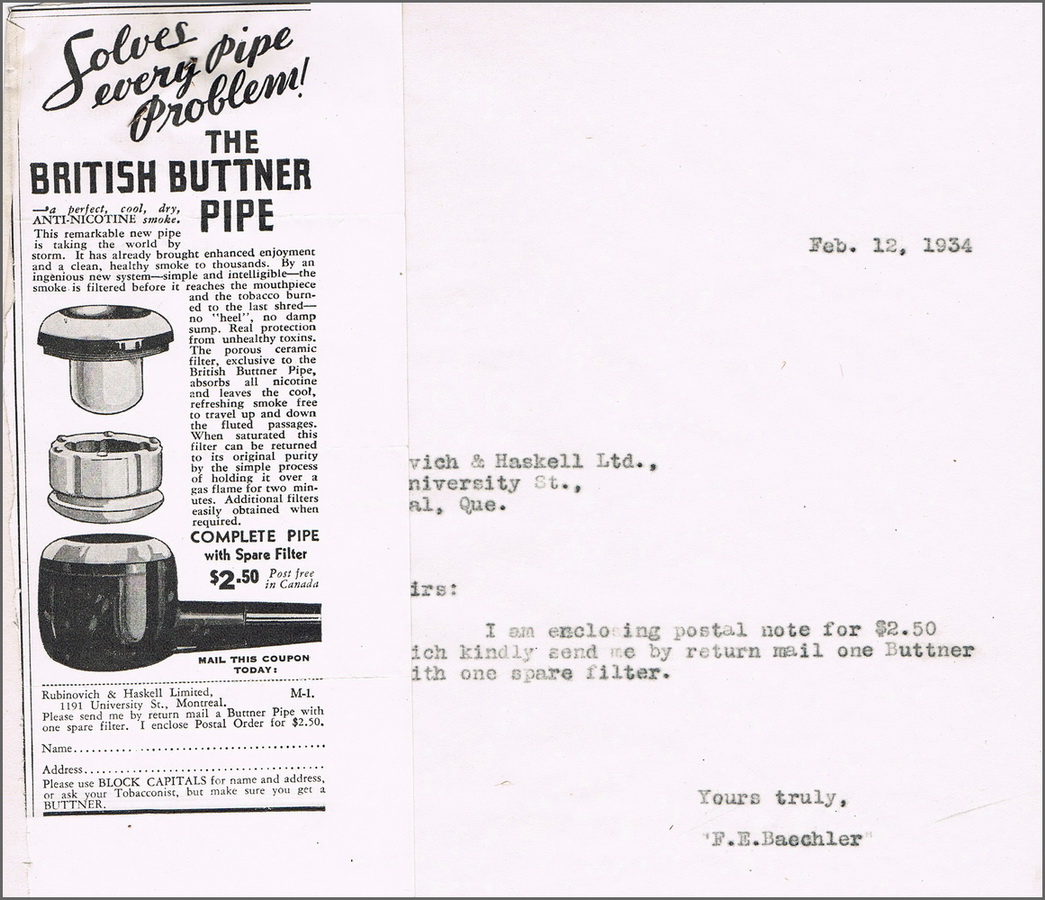 Solves
every Pipe
Problem!
THE
BRITISH BUTTNER
PIPE
—a perfect, cool, dry,
ANTI-NICOTINE smoke.
This remarkable new pipe
is taking the world by
storm. It has already brought enhanced enjoyment
and a clean, healthy smoke to thousands. By an
ingenious new system—simple and intelligible—the
smoke is filtered before it reaches the mouthpiece
and the tobacco burn-
ed to the last shred—
no "heel", no damp
sump. Real protection
from unhealthy toxins.
The porous ceramic
filter, exclusive to the
British Buttner Pipe,
absorbs all nicotine
and leaves the cool,
refreshing smoke free
to travel up and down
the fluted passages.
When saturated this
filter can be returned
to its original purity
by the simple process
of holding it over a
gas flame for two min-
utes. Additional filters
easily obtained when
required.
COMPLETE PIPE
with Spare Filter
$2.50 Post free
in Canada
MAIL THIS COUPON
TODAY:
Rubinovich & Haskell Limited, M-1.
1191 University St., Montreal.
Please send me by return mail a Buttner Pipe with
one spare filter. I enclose Postal Order for $2.50.
Name
Address
Please use BLOCK CAPITALS for name and address,
or ask your Tobacconist, but make sure you get a
BUTTNER.
Feb. 12, 1934
vich & Haskell Ltd.,
niversity St.,
al, Que.
irs:
I am enclosing postal note for $2.50
ich kindly send me by return mail one Buttner
ith one spare filter.
Yours truly,
"F.E.Baechler"